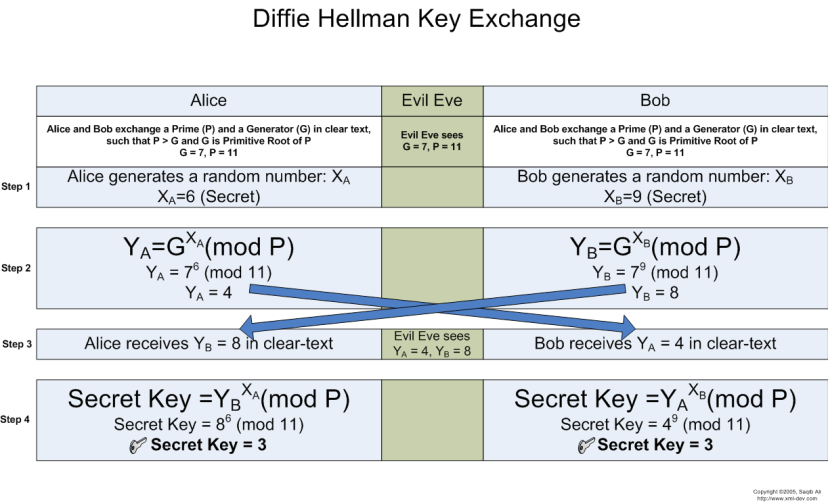 Diffie Hellman Key Exchange
Alice
Evil Eve
Bob
Alice and Bob exchange a Prime (P) and a Generator (G) in clear text,
such that P > G and G is Primitive Root of P
G = 7, P = 11
Evil Eve sees
G = 7, P = 11
Alice and Bob exchange a Prime (P) and a Generator (G) in clear text,
such that P > G and G is Primitive Root of P
G = 7, P = 11
Step 1
Alice generates a random number: X_A
X_A=6 (Secret)
Bob generates a random number: X_B
X_B=9 (Secret)
Step 2
Y_A=G^X_A(mod P)
Y_A = 7^6 (mod 11)
Y_A = 4
Y_B=G^X_B(mod P)
Y_B = 7^9 (mod 11)
Y_B = 8
Step 3
Alice receives Y_B = 8 in clear-text
Evil Eve sees
Y_A = 4, Y_B = 8
Bob receives Y_A = 4 in clear-text
Step 4
Secret Key =Y_B^X_A(mod P)
Secret Key = 8^6 (mod 11)
Secret Key = 3
Secret Key =Y_A^X_B(mod P)
Secret Key = 4^9 (mod 11)
Secret Key = 3
Copyright ©2005, Saqib Ali
http://www.xml-dev.com